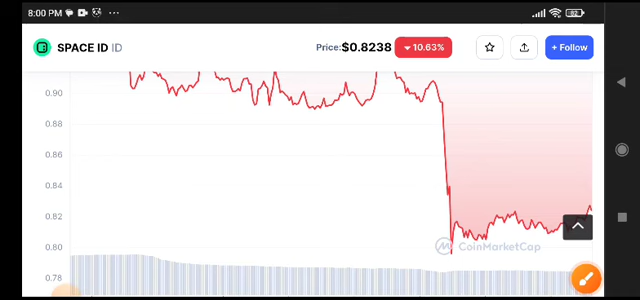 8:00 PM ... 82
SPACE ID ID Price: $0.8238 ▾ 10.63% + Follow
0.90
0.88
0.86
0.84
0.82
0.80
CoinMarketCap
0.78